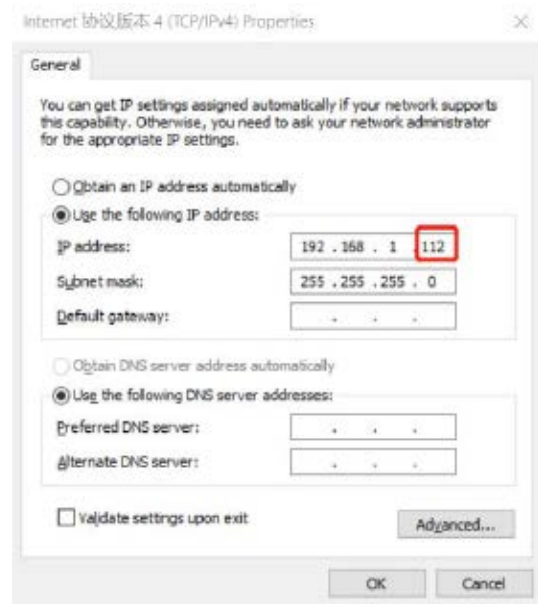 Internet 协议版本 4 (TCP/IPv4) Properties
General
You can get IP settings assigned automatically if your network supports
this capability. Otherwise, you need to ask your network administrator
for the appropriate IP settings.
Obtain an IP address automatically
Use the following IP address:
IP address: 192 . 168 . 1 . 112
Subnet mask: 255 . 255 . 255 . 0
Default gateway: . . .
Obtain DNS server address automatically
Use the following DNS server addresses:
Preferred DNS server: . . .
Alternate DNS server: . . .
Validate settings upon exit
Advanced...
OK Cancel